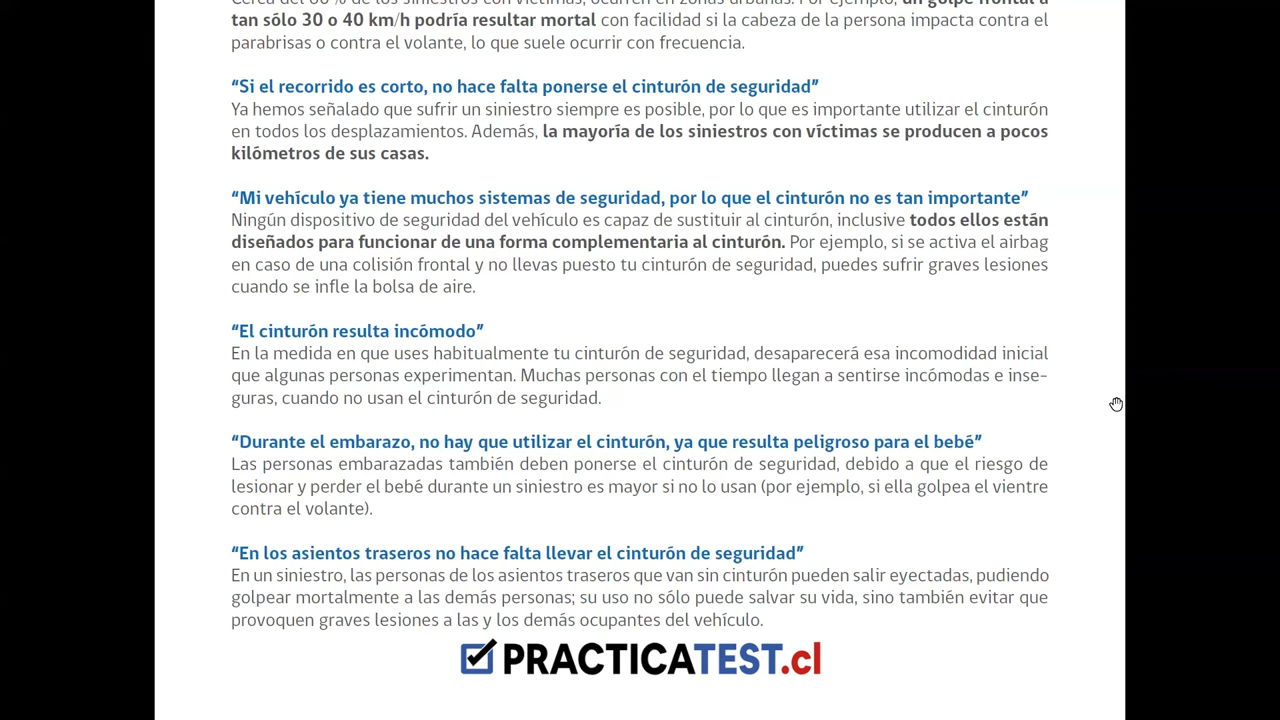 tan sólo 30 o 40 km/h podría resultar mortal con facilidad si la cabeza de la persona impacta contra el
parabrisas o contra el volante, lo que suele ocurrir con frecuencia.
“Si el recorrido es corto, no hace falta ponerse el cinturón de seguridad”
Ya hemos señalado que sufrir un siniestro siempre es posible, por lo que es importante utilizar el cinturón
en todos los desplazamientos. Además, la mayoría de los siniestros con víctimas se producen a pocos
kilómetros de sus casas.
“Mi vehículo ya tiene muchos sistemas de seguridad, por lo que el cinturón no es tan importante”
Ningún dispositivo de seguridad del vehículo es capaz de sustituir al cinturón, inclusive todos ellos están
diseñados para funcionar de una forma complementaria al cinturón. Por ejemplo, si se activa el airbag
en caso de una colisión frontal y no llevas puesto tu cinturón de seguridad, puedes sufrir graves lesiones
cuando se infle la bolsa de aire.
“El cinturón resulta incómodo”
En la medida en que uses habitualmente tu cinturón de seguridad, desaparecerá esa incomodidad inicial
que algunas personas experimentan. Muchas personas con el tiempo llegan a sentirse incómodas e inse-
guras, cuando no usan el cinturón de seguridad.
“Durante el embarazo, no hay que utilizar el cinturón, ya que resulta peligroso para el bebé”
Las personas embarazadas también deben ponerse el cinturón de seguridad, debido a que el riesgo de
lesionar y perder el bebé durante un siniestro es mayor si no lo usan (por ejemplo, si ella golpea el vientre
contra el volante).
“En los asientos traseros no hace falta llevar el cinturón de seguridad”
En un siniestro, las personas de los asientos traseros que van sin cinturón pueden salir eyectadas, pudiendo
golpear mortalmente a las demás personas; su uso no sólo puede salvar su vida, sino también evitar que
provoquen graves lesiones a las y los demás ocupantes del vehículo.
PRACTICATEST.cl